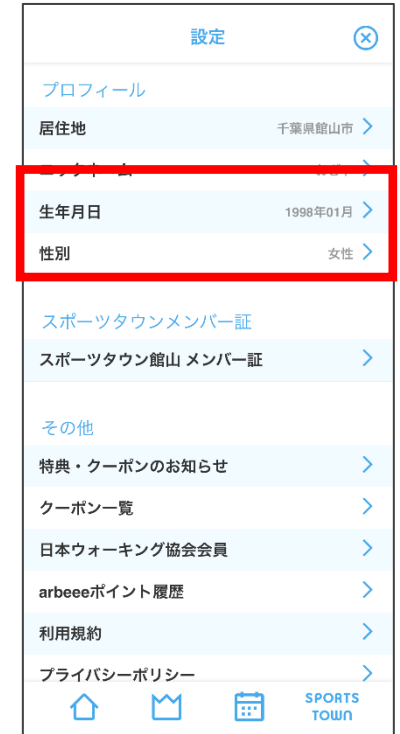 設定
プロフィール
居住地 千葉県館山市
生年月日 1998年01月
性別 女性
スポーツタウンメンバー証
スポーツタウン館山 メンバー証
その他
特典・クーポンのお知らせ
クーポン一覧
日本ウォーキング協会会員
arbeeeポイント履歴
利用規約
プライバシーポリシー
SPORTS
TOWN